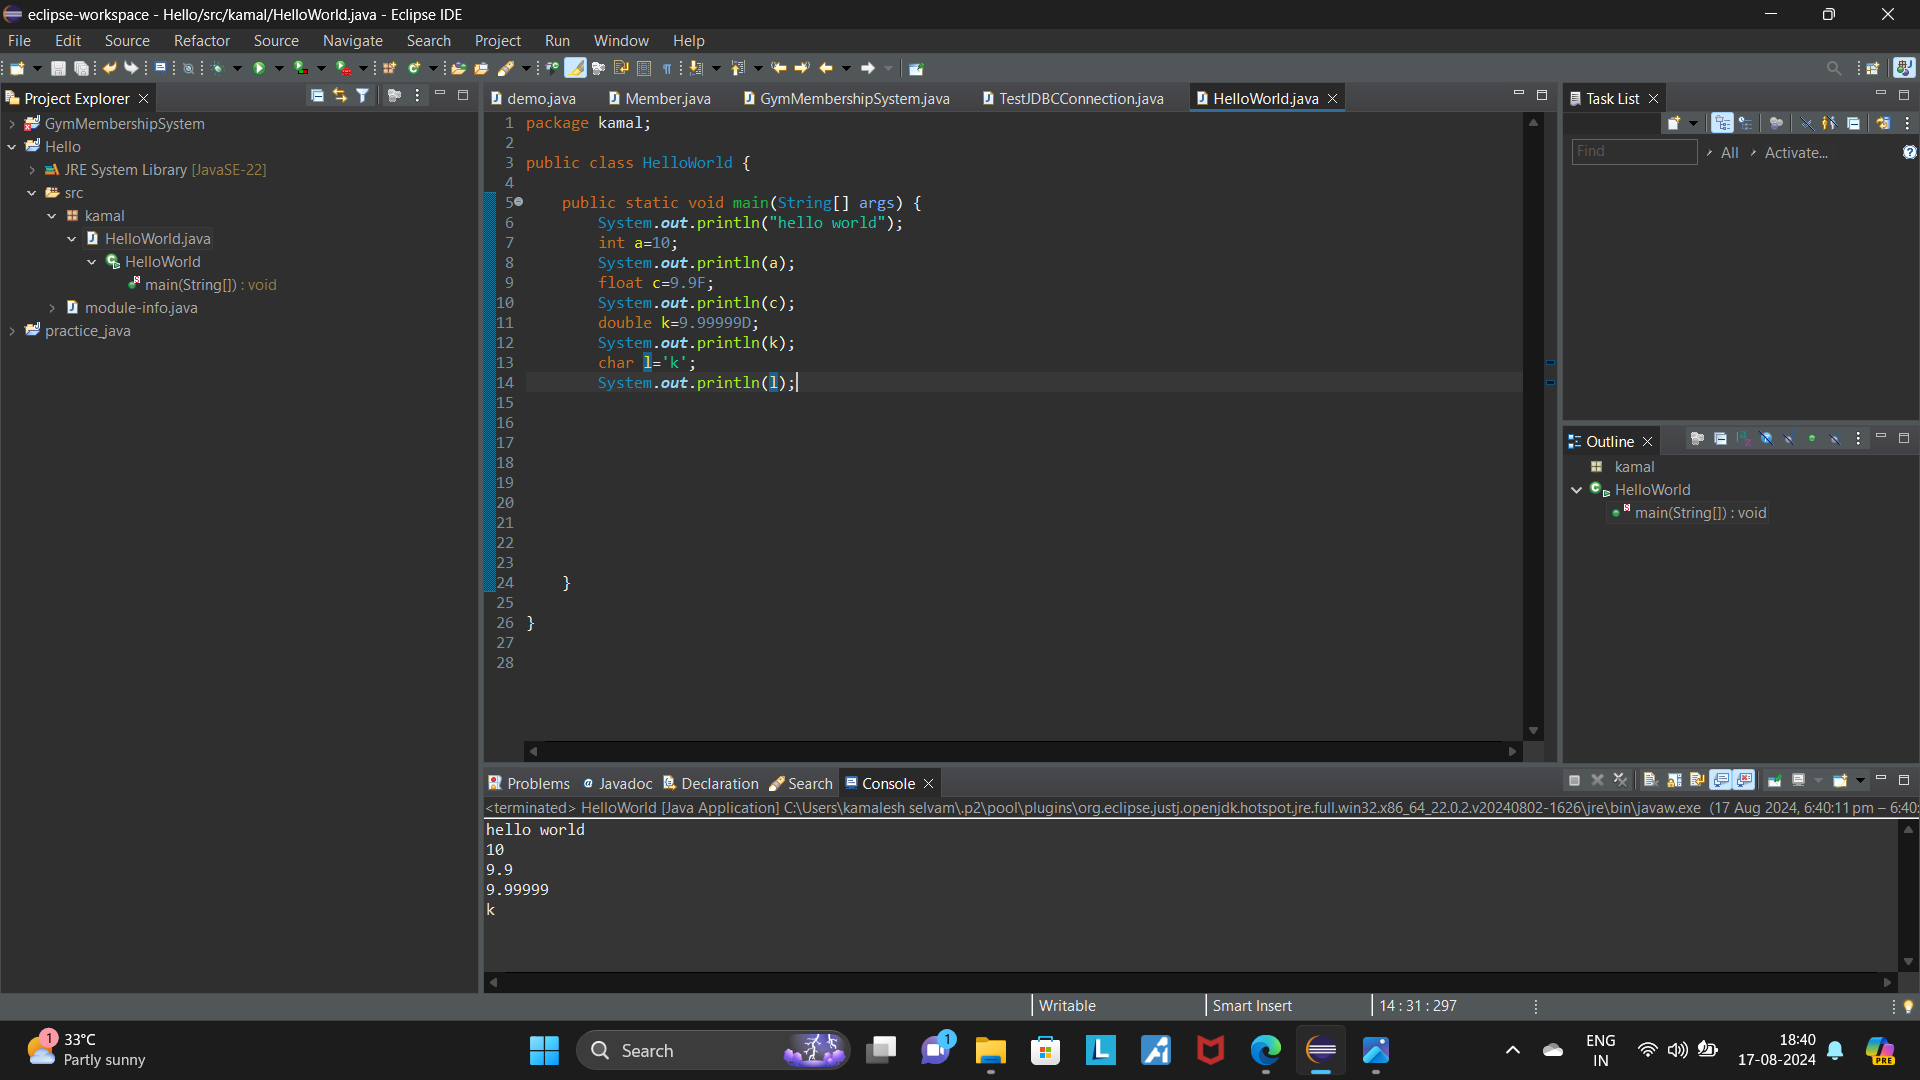 eclipse-workspace - Hello/src/kamal/HelloWorld.java - Eclipse IDE
File Edit Source Refactor Source Navigate Search Project Run Window Help
Project Explorer
GymMembershipSystem
Hello
JRE System Library [JavaSE-22]
src
kamal
HelloWorld.java
HelloWorld
main(String[]) : void
module-info.java
practice_java
demo.java Member.java GymMembershipSystem.java TestJDBCConnection.java HelloWorld.java
1 package kamal;
2
3 public class HelloWorld {
4
5 public static void main(String[] args) {
6 System.out.println("hello world");
7 int a=10;
8 System.out.println(a);
9 float c=9.9F;
10 System.out.println(c);
11 double k=9.99999D;
12 System.out.println(k);
13 char l='k';
14 System.out.println(l);
15
16
17
18
19
20
21
22
23
24 }
25
26 }
27
28
Task List
Find All Activate...
Outline
kamal
HelloWorld
main(String[]) : void
Problems Javadoc Declaration Search Console
<terminated> HelloWorld [Java Application] C:\Users\kamalesh selvam\.p2\pool\plugins\org.eclipse.justj.openjdk.hotspot.jre.full.win32.x86_64_22.0.2.v20240802-1626\jre\bin\javaw.exe (17 Aug 2024, 6:40:11 pm – 6:40:
hello world
10
9.9
9.99999
k
Writable Smart Insert 14 : 31 : 297
1
33°C
Partly sunny
Search
1
ENG
IN
18:40
17-08-2024
PRE